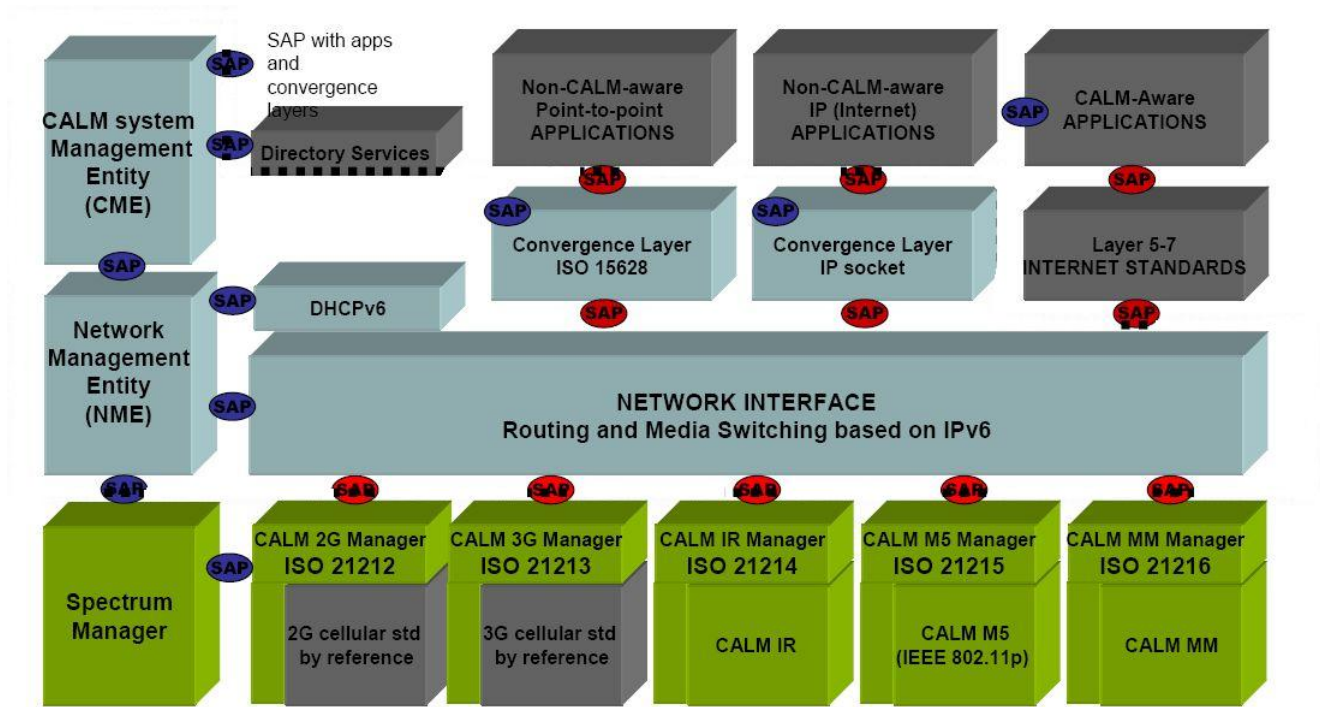 SAP
SAP with apps
and
convergence
layers
CALM system
Management
Entity
(CME)
SAP
Directory Services
Non-CALM-aware
Point-to-point
APPLICATIONS
Non-CALM-aware
IP (Internet)
APPLICATIONS
SAP
CALM-Aware
APPLICATIONS
SAP
SAP
SAP
SAP
Convergence Layer
ISO 15628
SAP
Convergence Layer
IP socket
Layer 5-7
INTERNET STANDARDS
SAP
SAP
DHCPv6
SAP
SAP
SAP
Network
Management
Entity
(NME)
SAP
NETWORK INTERFACE
Routing and Media Switching based on IPv6
SAP
SAP
SAP
SAP
SAP
SAP
Spectrum
Manager
SAP
CALM 2G Manager
ISO 21212
2G cellular std
by reference
CALM 3G Manager
ISO 21213
3G cellular std
by reference
CALM IR Manager
ISO 21214
CALM IR
CALM M5 Manager
ISO 21215
CALM M5
(IEEE 802.11p)
CALM MM Manager
ISO 21216
CALM MM